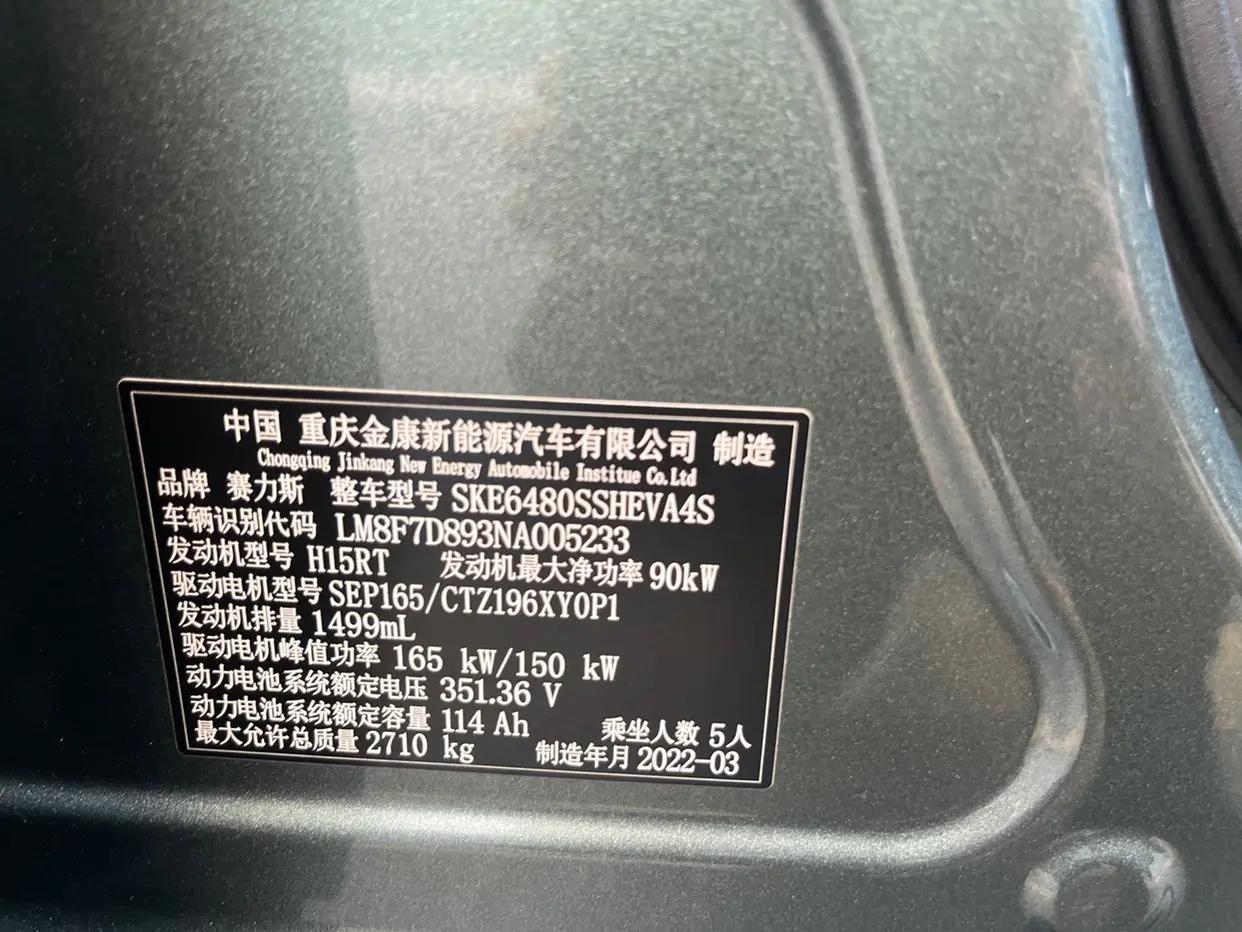 中国 重庆金康新能源汽车有限公司 制造
Chongqing Jinkang New Energy Automobile Institue Co.Ltd
品牌 赛力斯 整车型号 SKE6480SSHEVA4S
车辆识别代码 LM8F7D893NA005233
发动机型号 H15RT 发动机最大净功率 90kW
驱动电机型号 SEP165/CTZ196XY0P1
发动机排量 1499mL
驱动电机峰值功率 165 kW/150 kW
动力电池系统额定电压 351.36 V
动力电池系统额定容量 114 Ah 乘坐人数 5人
最大允许总质量 2710 kg 制造年月 2022-03